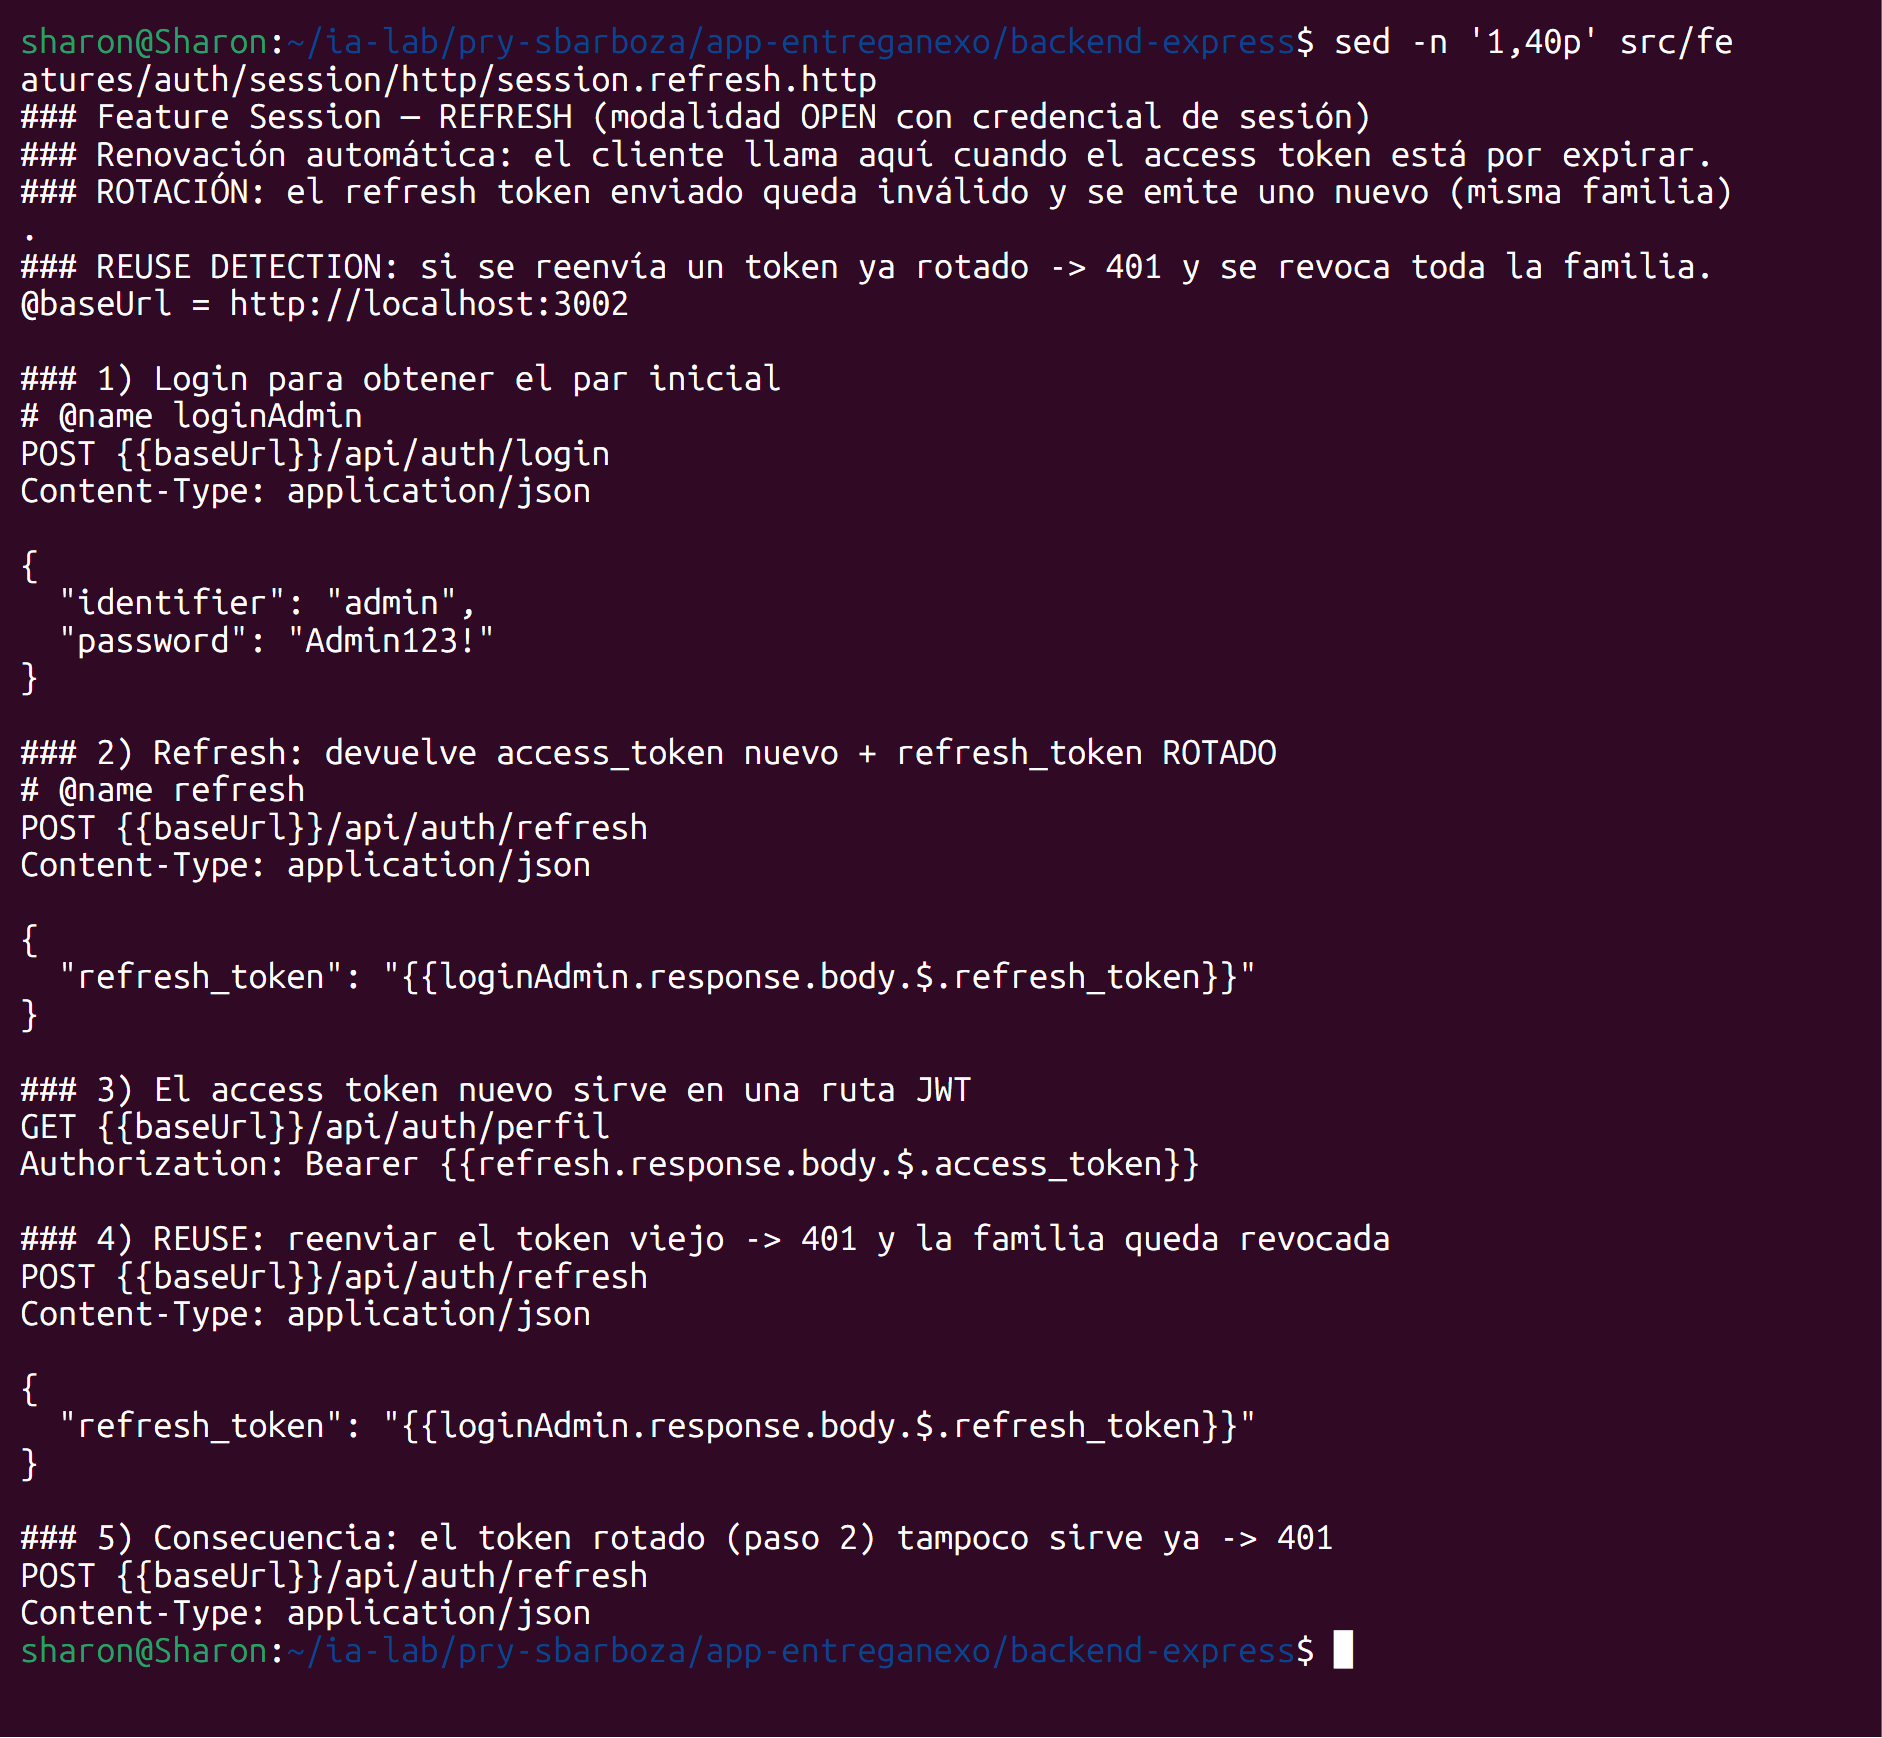 sharon@Sharon:~/ia-lab/pry-sbarboza/app-entreganexo/backend-express$ sed -n '1,40p' src/fe
atures/auth/session/http/session.refresh.http
### Feature Session — REFRESH (modalidad OPEN con credencial de sesión)
### Renovación automática: el cliente llama aquí cuando el access token está por expirar.
### ROTACIÓN: el refresh token enviado queda inválido y se emite uno nuevo (misma familia)
.
### REUSE DETECTION: si se reenvía un token ya rotado -> 401 y se revoca toda la familia.
@baseUrl = http://localhost:3002

### 1) Login para obtener el par inicial
# @name loginAdmin
POST {{baseUrl}}/api/auth/login
Content-Type: application/json

{
  "identifier": "admin",
  "password": "Admin123!"
}

### 2) Refresh: devuelve access_token nuevo + refresh_token ROTADO
# @name refresh
POST {{baseUrl}}/api/auth/refresh
Content-Type: application/json

{
  "refresh_token": "{{loginAdmin.response.body.$.refresh_token}}"
}

### 3) El access token nuevo sirve en una ruta JWT
GET {{baseUrl}}/api/auth/perfil
Authorization: Bearer {{refresh.response.body.$.access_token}}

### 4) REUSE: reenviar el token viejo -> 401 y la familia queda revocada
POST {{baseUrl}}/api/auth/refresh
Content-Type: application/json

{
  "refresh_token": "{{loginAdmin.response.body.$.refresh_token}}"
}

### 5) Consecuencia: el token rotado (paso 2) tampoco sirve ya -> 401
POST {{baseUrl}}/api/auth/refresh
Content-Type: application/json
sharon@Sharon:~/ia-lab/pry-sbarboza/app-entreganexo/backend-express$